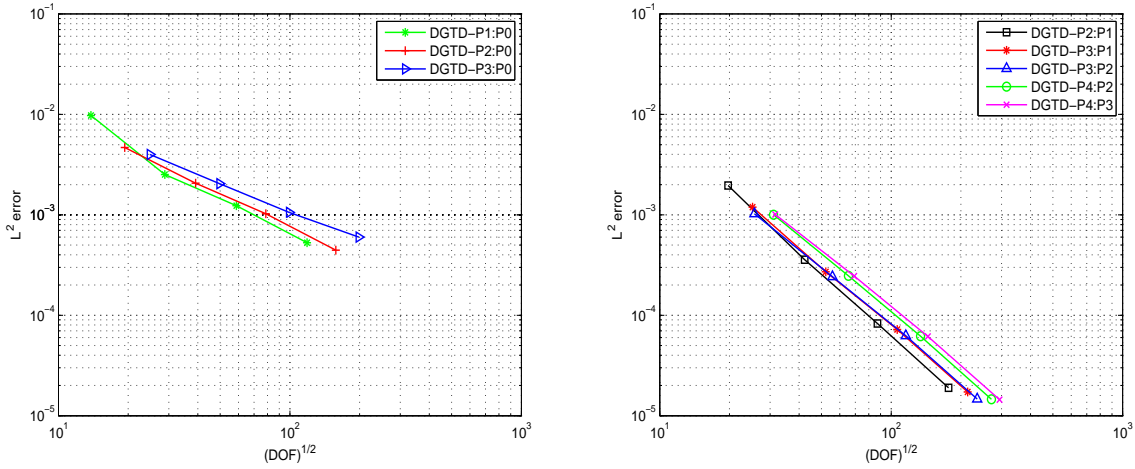 DGTD−P1:P0
DGTD−P2:P0
DGTD−P3:P0
10^−1
10^−2
10^−3
10^−4
10^−5
L^2 error
10^1
10^2
10^3
(DOF)^1/2
DGTD−P2:P1
DGTD−P3:P1
DGTD−P3:P2
DGTD−P4:P2
DGTD−P4:P3
10^−1
10^−2
10^−3
10^−4
10^−5
L^2 error
10^1
10^2
10^3
(DOF)^1/2